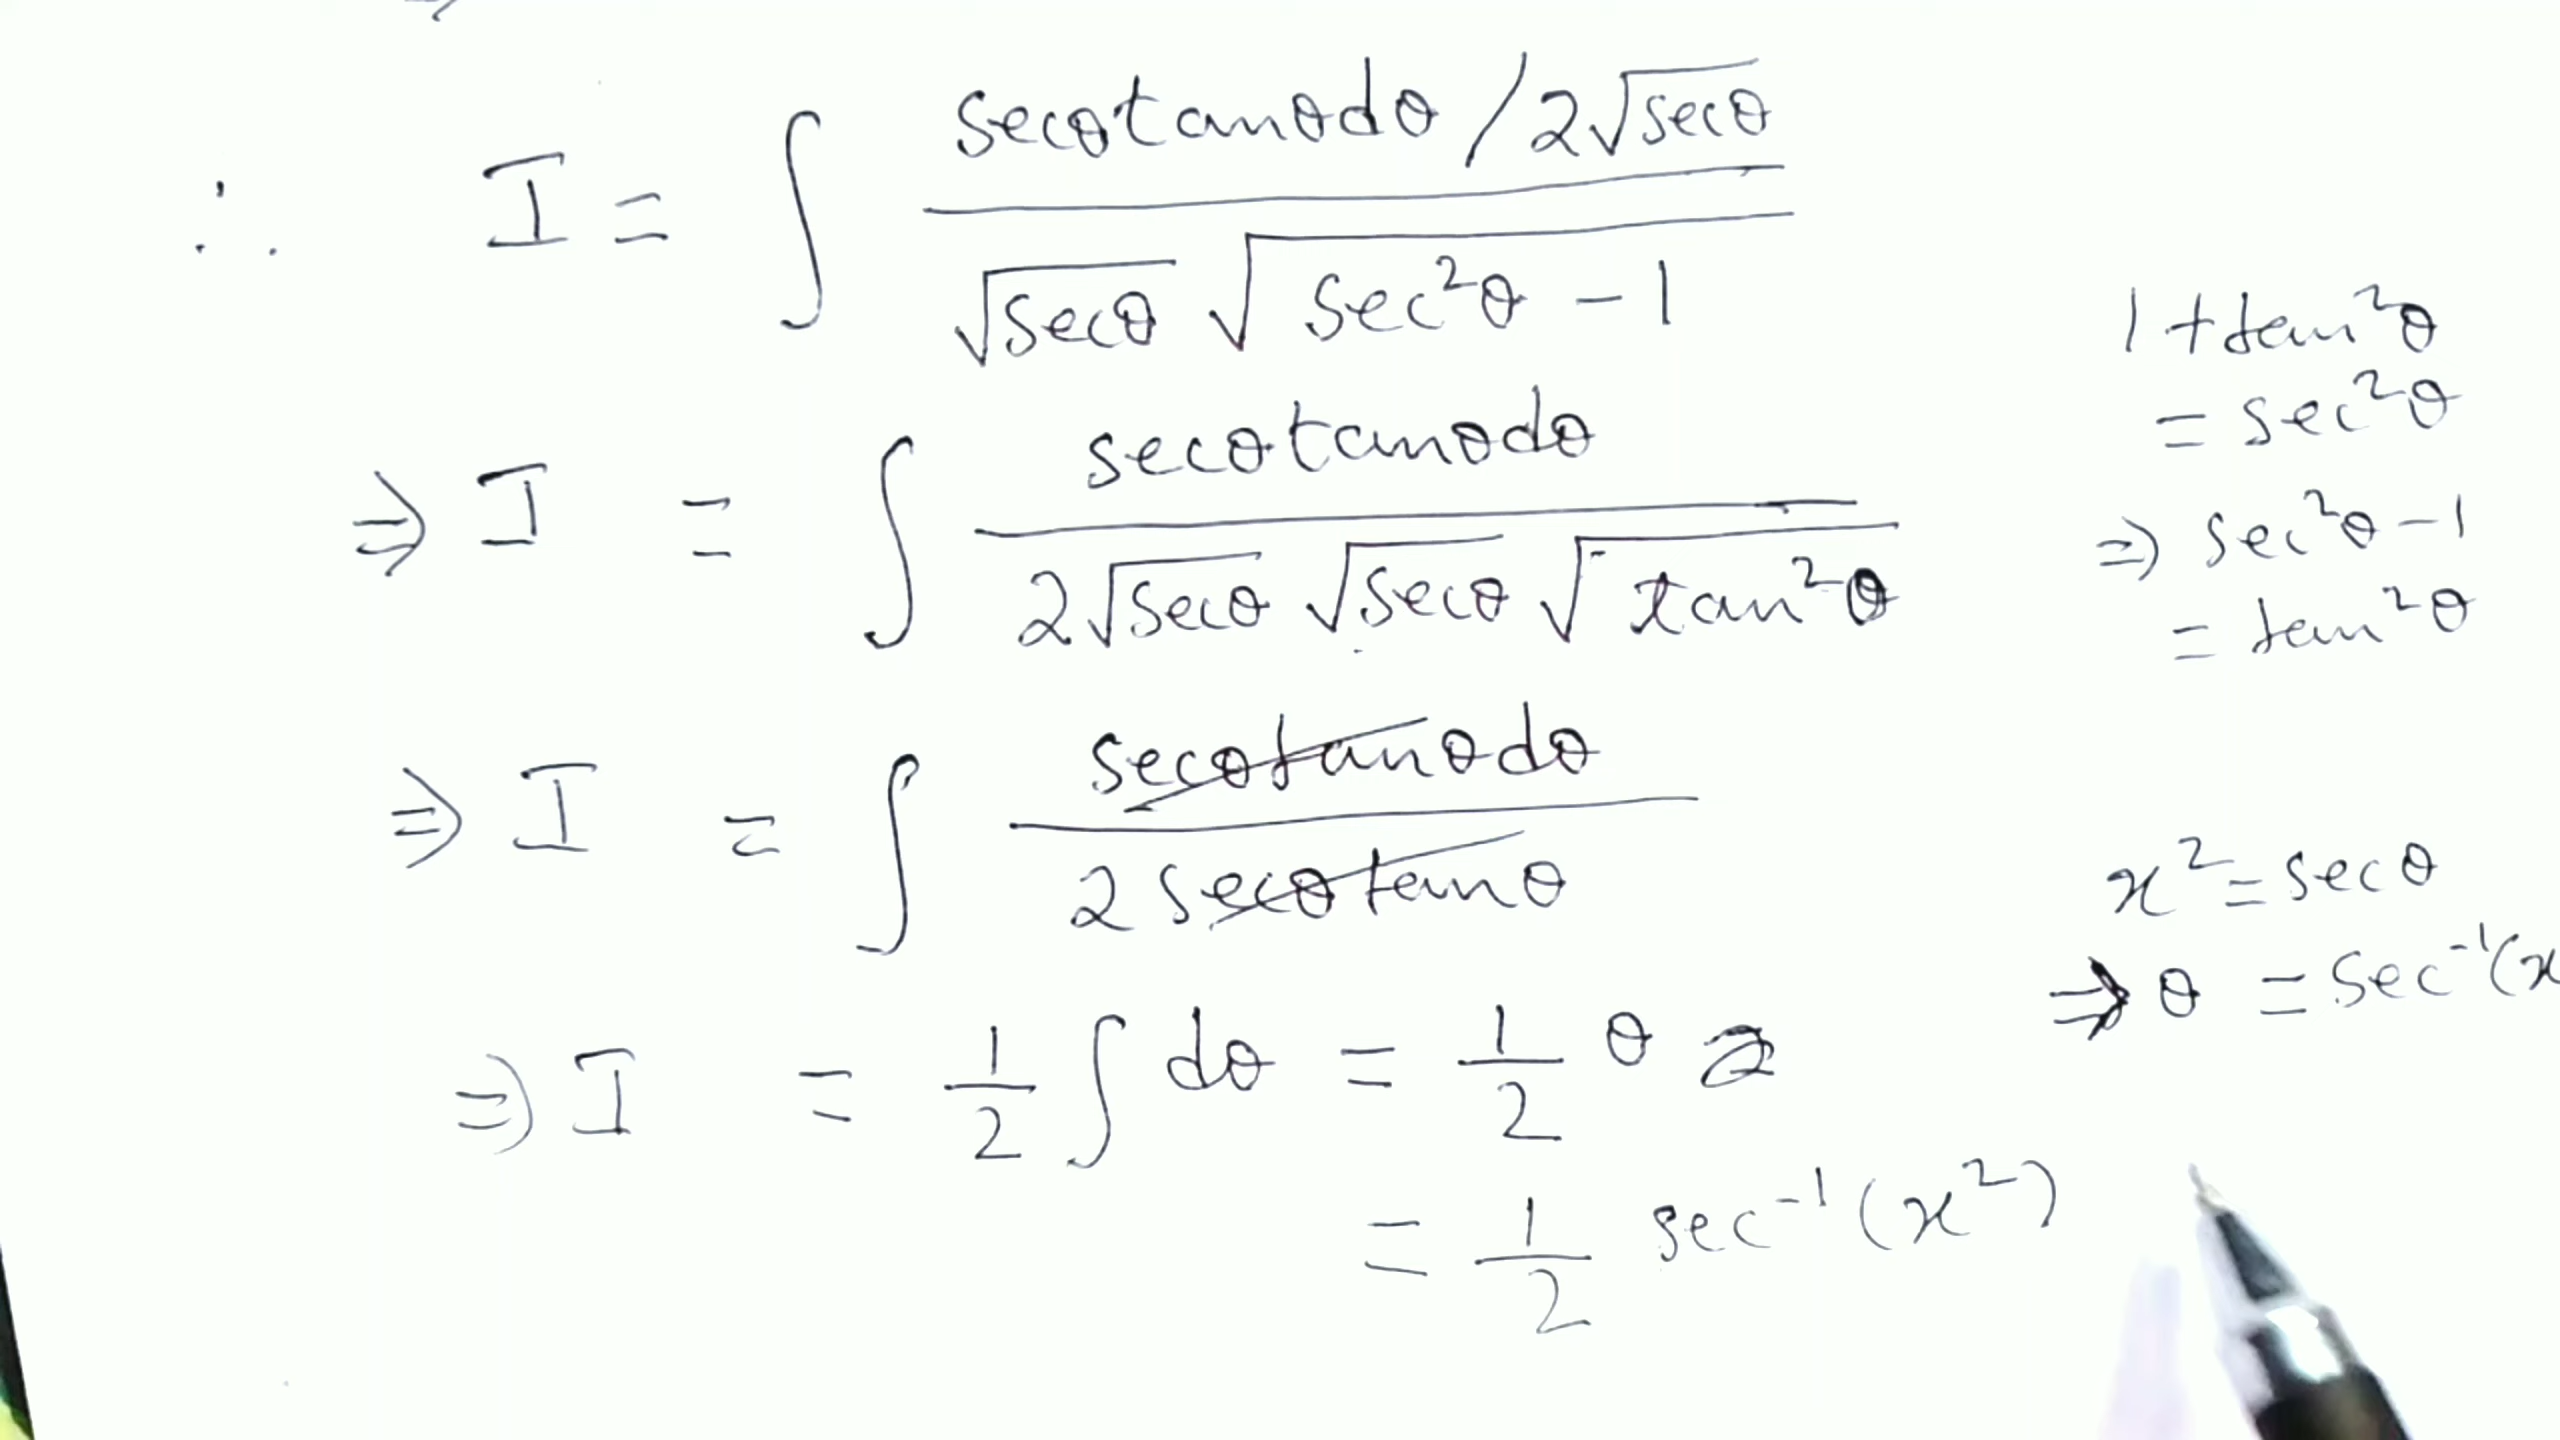 ∴ I = ∫ secθtanθdθ/2√secθ / √secθ √sec²θ-1
⇒ I = ∫ secθtanθdθ / 2√secθ √secθ √tan²θ
⇒ I = ∫ secθtanθdθ / 2secθtanθ
⇒ I = 1/2 ∫ dθ = 1/2 θ
= 1/2 sec⁻¹(x²)
1+tan²θ
= sec²θ
⇒ sec²θ-1
= tan²θ
x² = secθ
⇒ θ = sec⁻¹(x